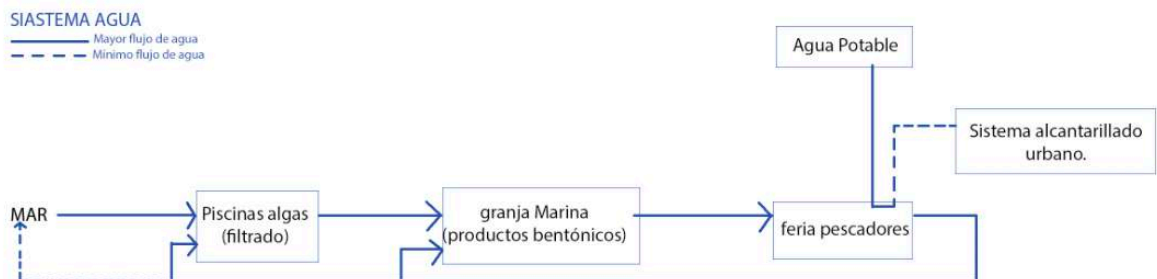 SIASTEMA AGUA
Mayor flujo de agua
Mínimo flujo de agua
Agua Potable
Sistema alcantarillado
urbano.
MAR
Piscinas algas
(filtrado)
granja Marina
(productos bentónicos)
feria pescadores